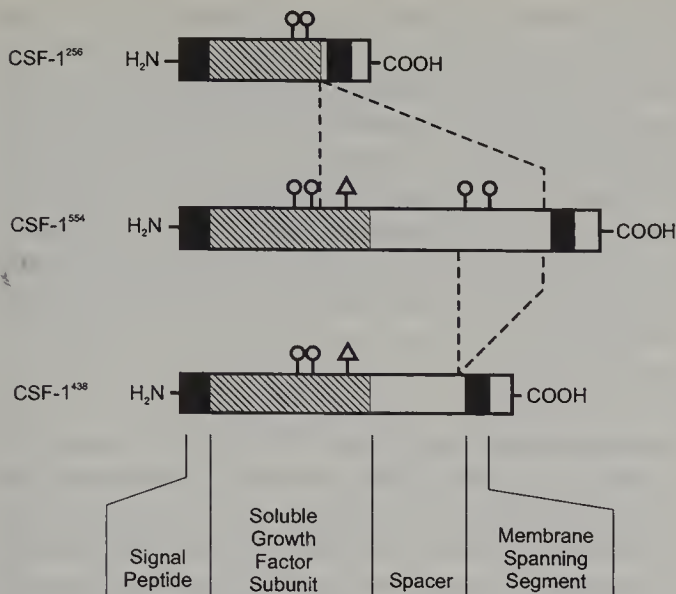 CSF-1²⁵⁶ H₂N COOH
CSF-1⁵⁵⁴ H₂N COOH
CSF-1⁴³⁸ H₂N COOH
Signal
Peptide
Soluble
Growth
Factor
Subunit
Spacer
Membrane
Spanning
Segment